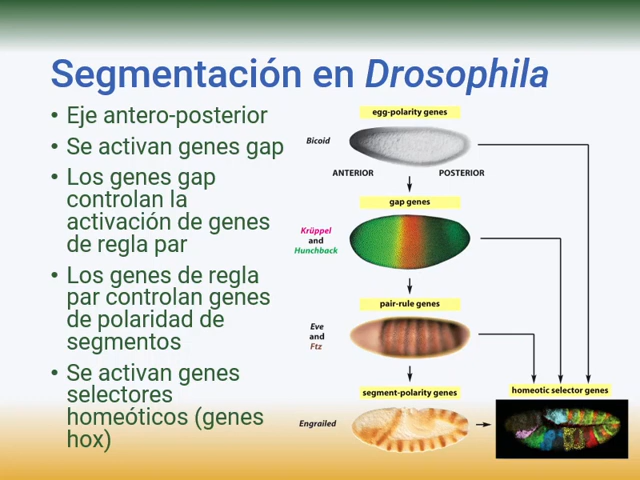 Segmentación en Drosophila
• Eje antero-posterior
• Se activan genes gap
• Los genes gap
controlan la
activación de genes
de regla par
• Los genes de regla
par controlan genes
de polaridad de
segmentos
• Se activan genes
selectores
homeóticos (genes
hox)
egg-polarity genes
Bicoid
ANTERIOR POSTERIOR
gap genes
Krüppel
and
Hunchback
pair-rule genes
Eve
and
Ftz
segment-polarity genes
homeotic selector genes
Engrailed